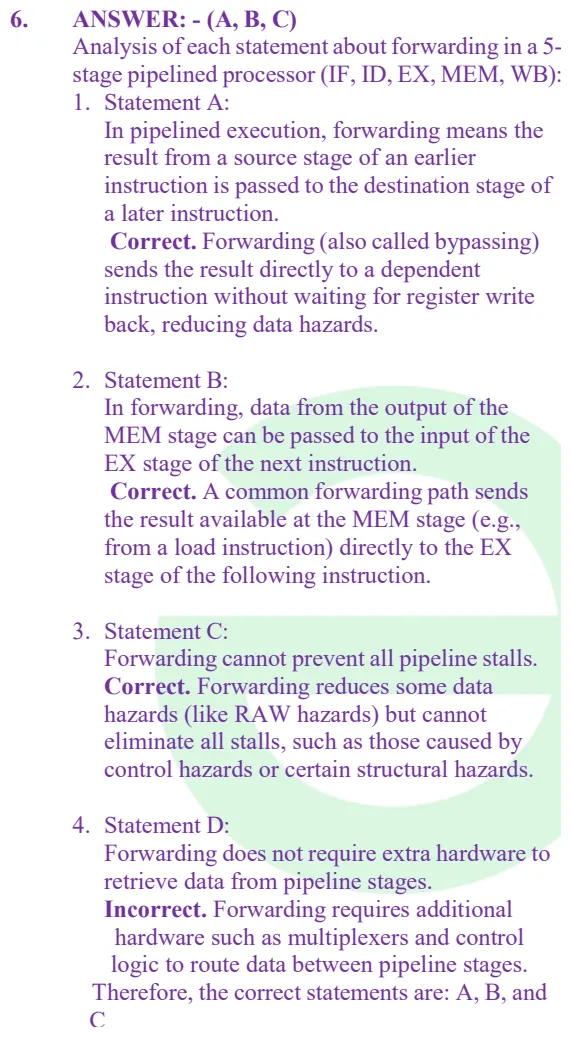 6. ANSWER: - (A, B, C)
Analysis of each statement about forwarding in a 5-
stage pipelined processor (IF, ID, EX, MEM, WB):
1. Statement A:
In pipelined execution, forwarding means the
result from a source stage of an earlier
instruction is passed to the destination stage of
a later instruction.
Correct. Forwarding (also called bypassing)
sends the result directly to a dependent
instruction without waiting for register write
back, reducing data hazards.
2. Statement B:
In forwarding, data from the output of the
MEM stage can be passed to the input of the
EX stage of the next instruction.
Correct. A common forwarding path sends
the result available at the MEM stage (e.g.,
from a load instruction) directly to the EX
stage of the following instruction.
3. Statement C:
Forwarding cannot prevent all pipeline stalls.
Correct. Forwarding reduces some data
hazards (like RAW hazards) but cannot
eliminate all stalls, such as those caused by
control hazards or certain structural hazards.
4. Statement D:
Forwarding does not require extra hardware to
retrieve data from pipeline stages.
Incorrect. Forwarding requires additional
hardware such as multiplexers and control
logic to route data between pipeline stages.
Therefore, the correct statements are: A, B, and
C